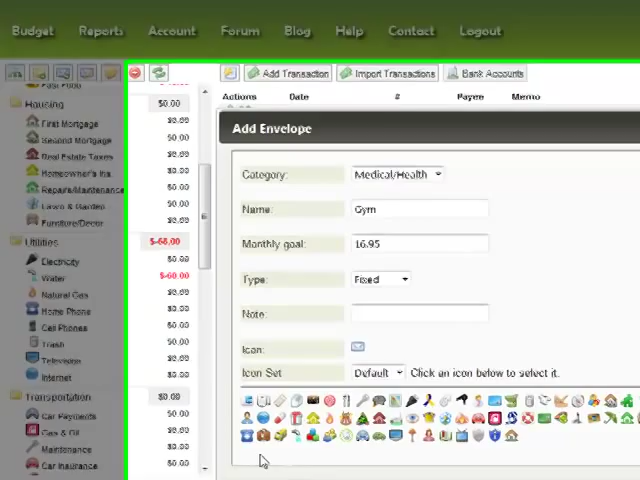 Budget Reports Account Forum Blog Help Contact Logout
Add Transaction Import Transactions Bank Accounts
Actions Date # Payee Memo
Housing $0.00
First Mortgage $0.00
Second Mortgage $0.00
Real Estate Taxes $0.00
Homeowner's Ins. $0.00
Repairs/Maintenance $0.00
Lawn & Garden $0.00
Furniture/Decor $0.00
Utilities $-60.00
Electricity $0.00
Water $-60.00
Natural Gas $0.00
Home Phone $0.00
Cell Phones $0.00
Trash $0.00
Television $0.00
Internet $0.00
Transportation $0.00
Car Payments $0.00
Gas & Oil $0.00
Maintenance $0.00
Car Insurance $0.00
Add Envelope
Category: Medical/Health
Name: Gym
Monthly goal: 16.95
Type: Fixed
Note:
Icon:
Icon Set Default Click an icon below to select it.